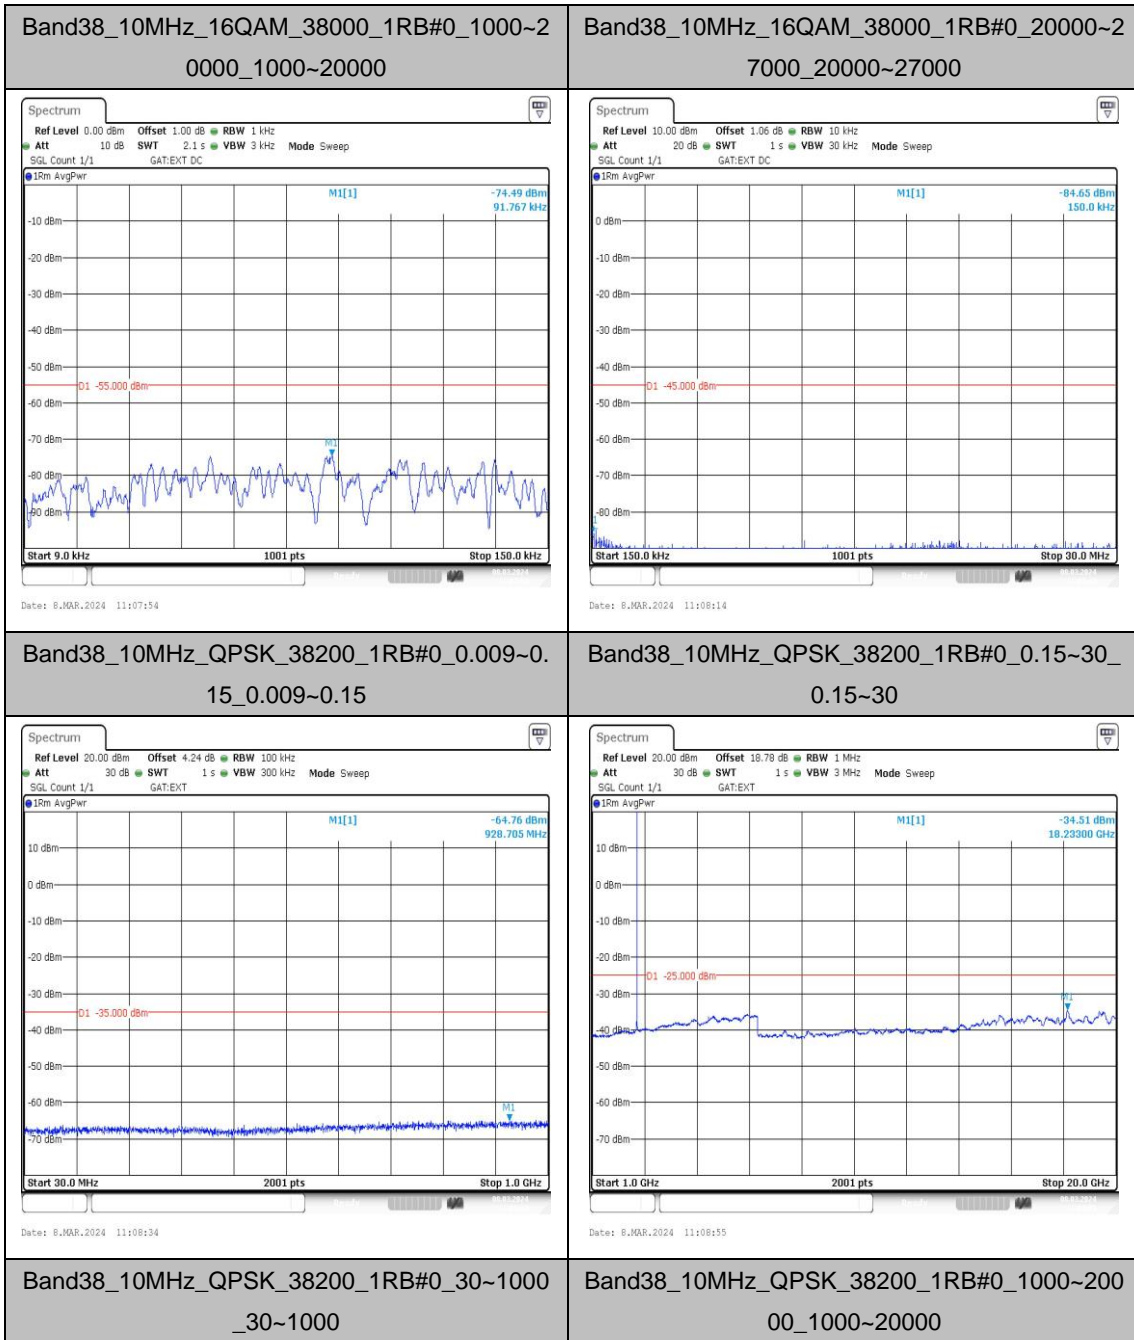 Band38_10MHz_16QAM_38000_1RB#0_1000~2
0000_1000~20000
Band38_10MHz_16QAM_38000_1RB#0_20000~2
7000_20000~27000
Spectrum
Ref Level 0.00 dBm Offset 1.00 dB RBW 1 kHz
Att 10 dB SWT 2.1 s VBW 3 kHz Mode Sweep
SGL Count 1/1 GAT:EXT DC
1Rm AvgPwr
M1[1] -74.49 dBm
91.767 kHz
-10 dBm
-20 dBm
-30 dBm
-40 dBm
-50 dBm
D1 -55.000 dBm
-60 dBm
-70 dBm
M1
-80 dBm
-90 dBm
Start 9.0 kHz 1001 pts Stop 150.0 kHz
Date: 8.MAR.2024 11:07:54
Spectrum
Ref Level 10.00 dBm Offset 1.06 dB RBW 10 kHz
Att 20 dB SWT 1 s VBW 30 kHz Mode Sweep
SGL Count 1/1 GAT:EXT DC
1Rm AvgPwr
M1[1] -84.65 dBm
150.0 kHz
0 dBm
-10 dBm
-20 dBm
-30 dBm
-40 dBm
D1 -45.000 dBm
-50 dBm
-60 dBm
-70 dBm
-80 dBm
Start 150.0 kHz 1001 pts Stop 30.0 MHz
Date: 8.MAR.2024 11:08:14
Band38_10MHz_QPSK_38200_1RB#0_0.009~0.
15_0.009~0.15
Band38_10MHz_QPSK_38200_1RB#0_0.15~30_
0.15~30
Spectrum
Ref Level 20.00 dBm Offset 4.24 dB RBW 100 kHz
Att 30 dB SWT 1 s VBW 300 kHz Mode Sweep
SGL Count 1/1 GAT:EXT
1Rm AvgPwr
M1[1] -64.76 dBm
928.705 MHz
10 dBm
0 dBm
-10 dBm
-20 dBm
-30 dBm
D1 -35.000 dBm
-40 dBm
-50 dBm
-60 dBm
M1
-70 dBm
Start 30.0 MHz 2001 pts Stop 1.0 GHz
Date: 8.MAR.2024 11:08:34
Spectrum
Ref Level 20.00 dBm Offset 18.78 dB RBW 1 MHz
Att 30 dB SWT 1 s VBW 3 MHz Mode Sweep
SGL Count 1/1 GAT:EXT
1Rm AvgPwr
M1[1] -34.51 dBm
18.23300 GHz
10 dBm
0 dBm
-10 dBm
-20 dBm
D1 -25.000 dBm
-30 dBm
M1
-40 dBm
-50 dBm
-60 dBm
-70 dBm
Start 1.0 GHz 2001 pts Stop 20.0 GHz
Date: 8.MAR.2024 11:08:55
Band38_10MHz_QPSK_38200_1RB#0_30~1000
_30~1000
Band38_10MHz_QPSK_38200_1RB#0_1000~200
00_1000~20000